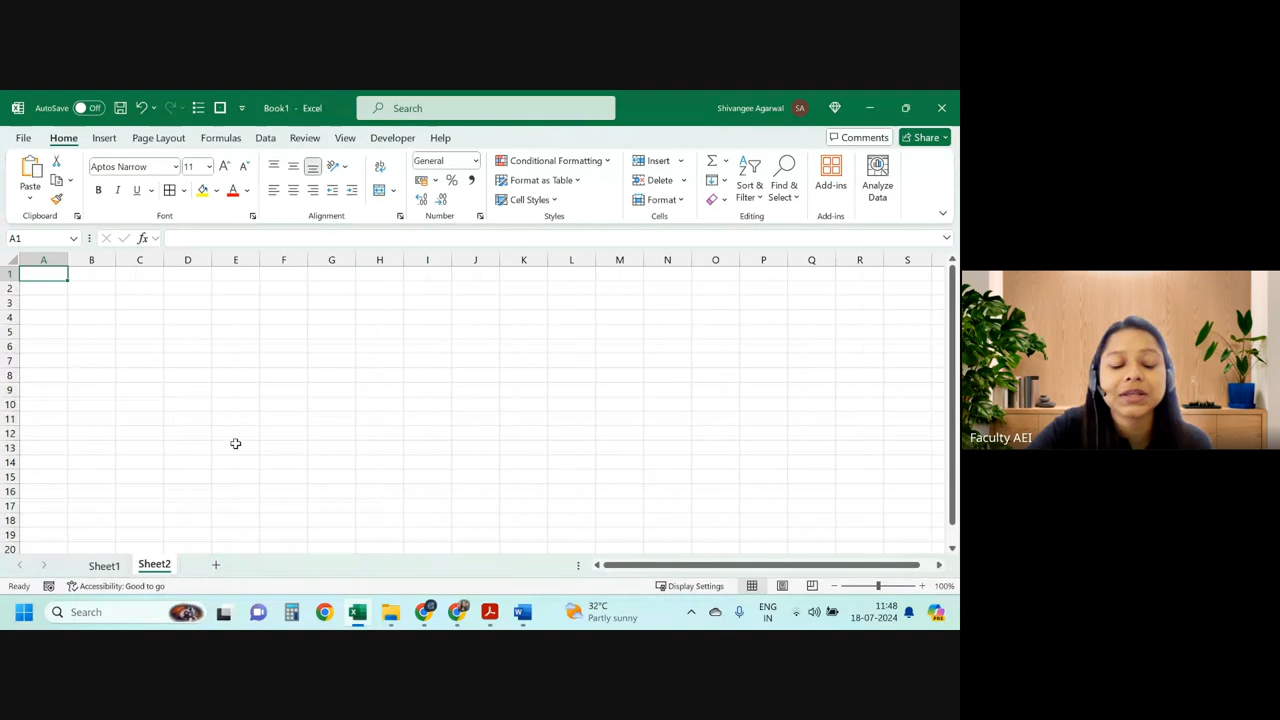 AutoSave Off Book1 - Excel Search Shivangee Agarwal SA
File Home Insert Page Layout Formulas Data Review View Developer Help Comments Share
Paste Aptos Narrow 11 General Conditional Formatting Insert
B I U Format as Table Delete Sort & Filter Find & Select Add-ins Analyze Data
Cell Styles Format
Clipboard Font Alignment Number Styles Cells Editing Add-ins
A1 fx
A B C D E F G H I J K L M N O P Q R S
1
2
3
4
5
6
7
8
9
10
11
12
13
14
15
16
17
18
19
20
Faculty AEI
Sheet1 Sheet2 +
Ready Accessibility: Good to go Display Settings 100%
Search 32°C ENG 11:48
Partly sunny IN 18-07-2024